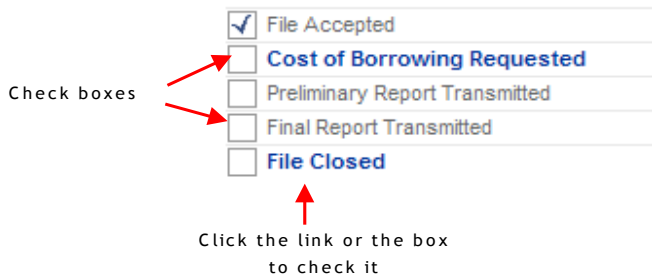 File Accepted
Cost of Borrowing Requested
Check boxes
Preliminary Report Transmitted
Final Report Transmitted
File Closed
Click the link or the box
to check it